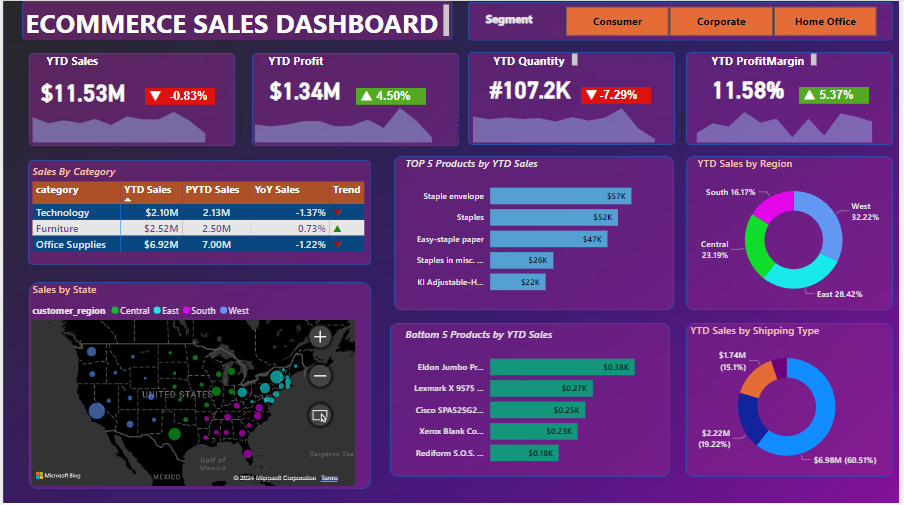 ECOMMERCE SALES DASHBOARD
Segment
Consumer
Corporate
Home Office
YTD Sales
$11.53M
▼ -0.83%
YTD Profit
$1.34M
▲ 4.50%
YTD Quantity
#107.2K
▼ -7.29%
YTD ProfitMargin
11.58%
▲ 5.37%
Sales By Category
category YTD Sales PYTD Sales YoY Sales Trend
Technology $2.10M 2.13M -1.37% ▼
Furniture $2.52M 2.50M 0.73% ▲
Office Supplies $6.92M 7.00M -1.22% ▼
TOP 5 Products by YTD Sales
Staple envelope $57K
Staples $52K
Easy-staple paper $47K
Staples in misc. ... $26K
KI Adjustable-H... $22K
YTD Sales by Region
South 16.17%
West
32.22%
Central
23.19%
East 28.42%
Sales by State
customer_region Central East South West
UNITED STATES
Gulf of
Mexico
Sargasso Sea
MEXICO
Microsoft Bing
© 2024 Microsoft Corporation Terms
Bottom 5 Products by YTD Sales
Eldon Jumbo Pr... $0.38K
Lexmark X 9575 ... $0.27K
Cisco SPA525G2... $0.25K
Xerox Blank Co... $0.23K
Rediform S.O.S. ... $0.18K
YTD Sales by Shipping Type
$1.74M
(15.1%)
$2.22M
(19.22%)
$6.98M (60.51%)